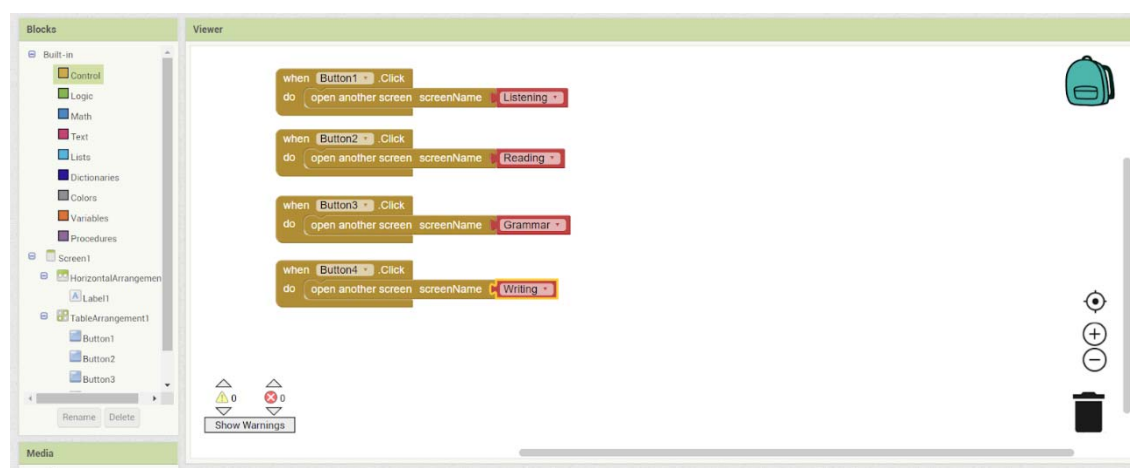 Blocks
Viewer
Built-in
Control
Logic
Math
Text
Lists
Dictionaries
Colors
Variables
Procedures
Screen1
HorizontalArrangemen
Label1
TableArrangement1
Button1
Button2
Button3
Rename Delete
Media
when Button1 .Click
do open another screen screenName Listening
when Button2 .Click
do open another screen screenName Reading
when Button3 .Click
do open another screen screenName Grammar
when Button4 .Click
do open another screen screenName Writing
0 0
Show Warnings